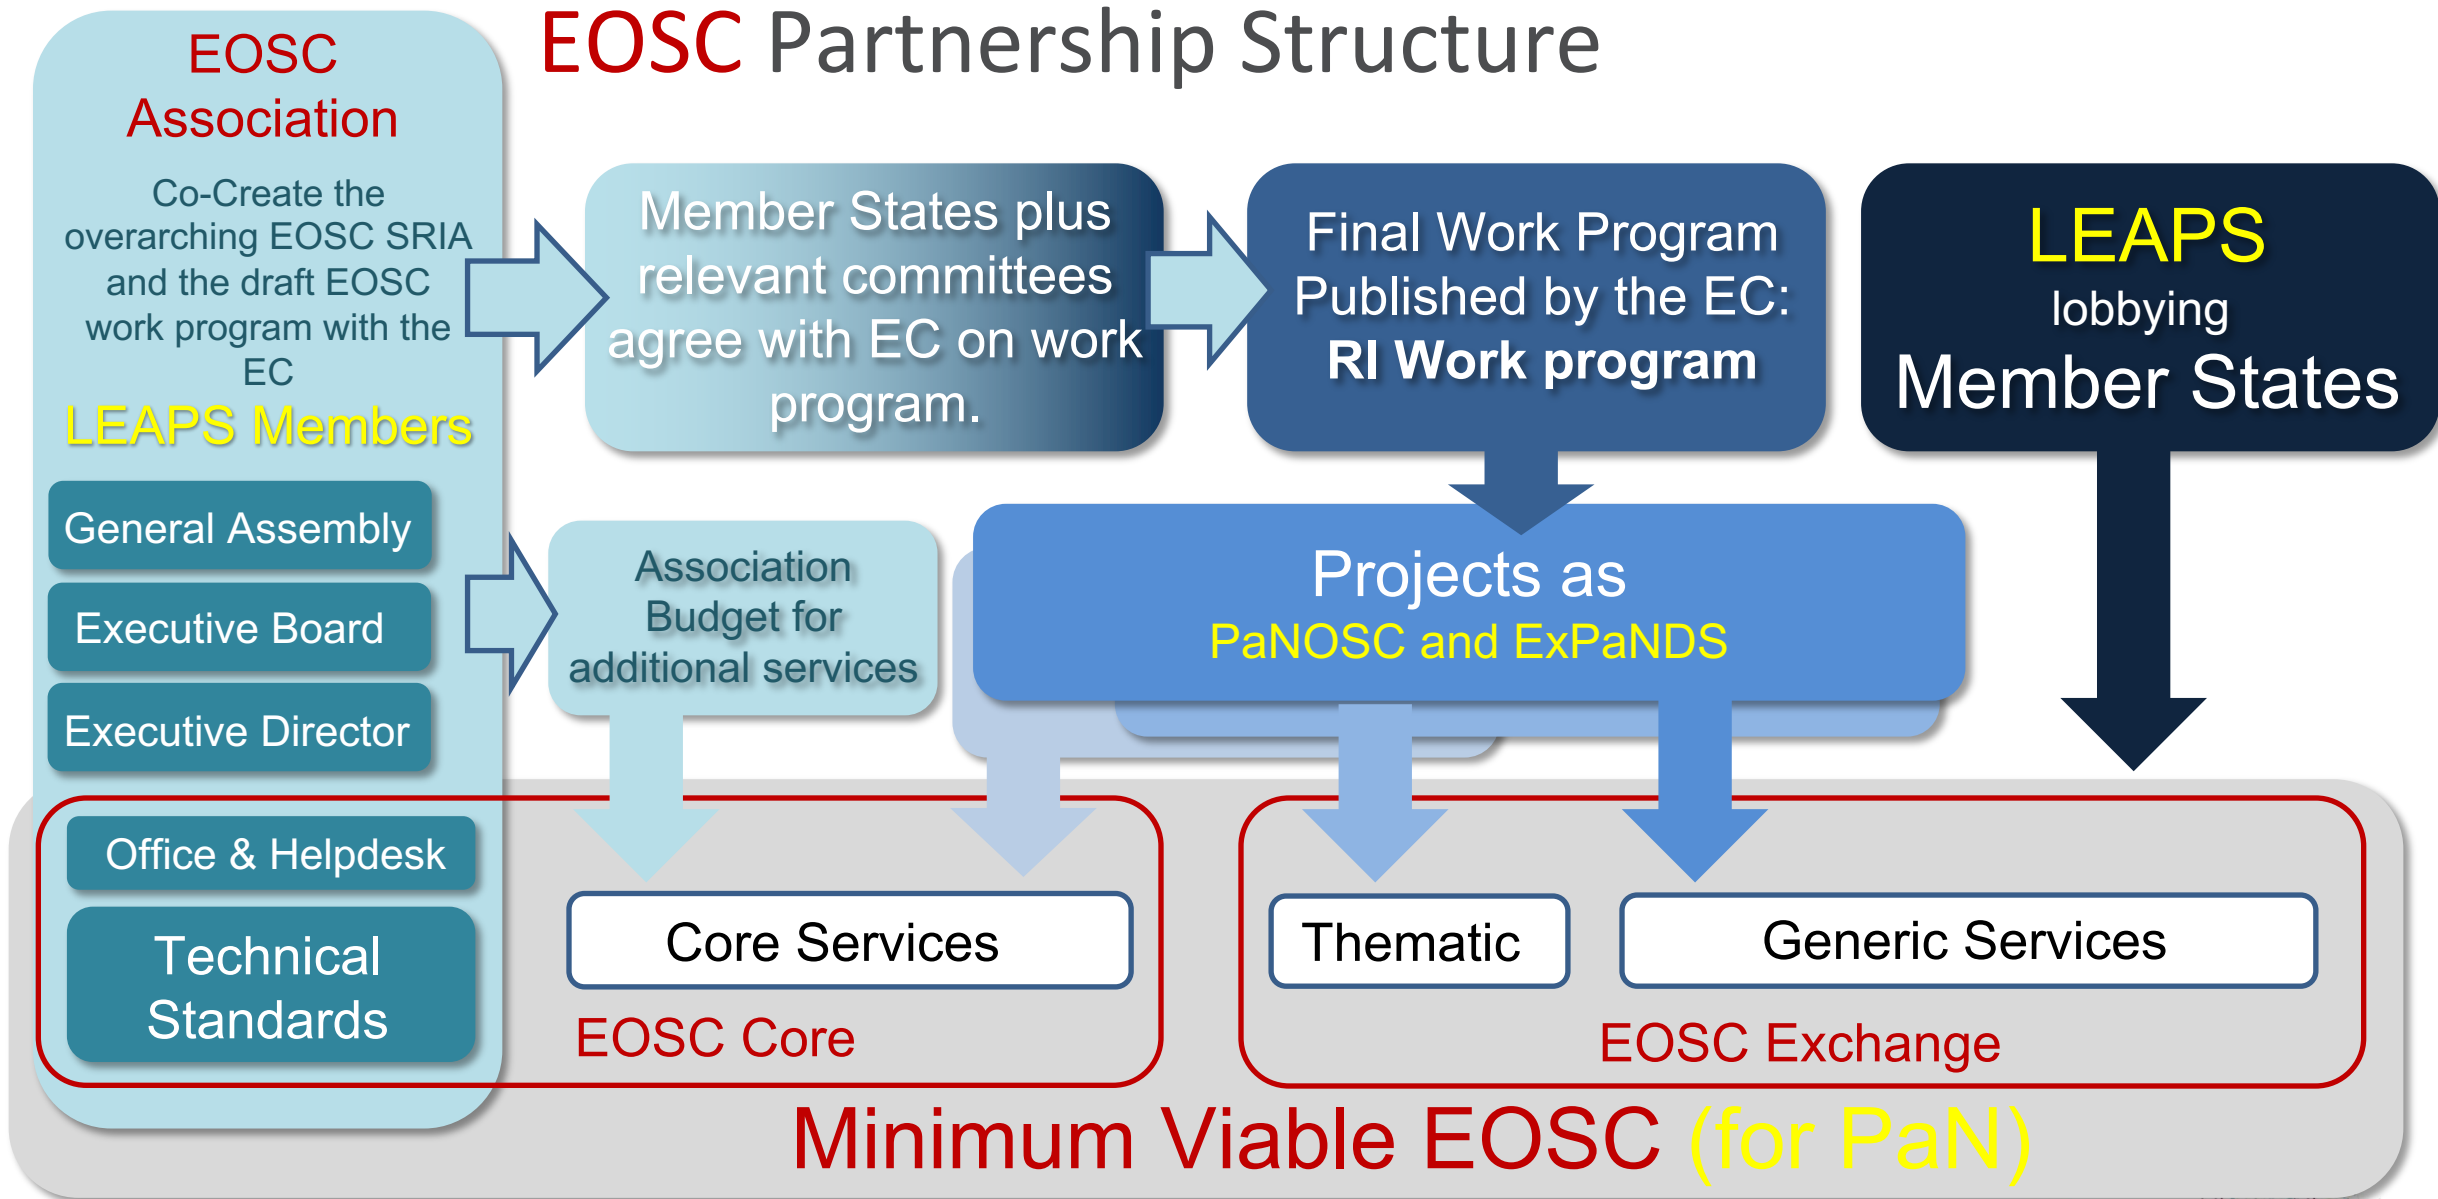 EOSC Partnership Structure
EOSC
Association
Co-Create the
overarching EOSC SRIA
and the draft EOSC
work program with the
EC
LEAPS Members
General Assembly
Executive Board
Executive Director
Office & Helpdesk
Technical
Standards
Member States plus
relevant committees
agree with EC on work
program.
Final Work Program
Published by the EC:
RI Work program
LEAPS
lobbying
Member States
Association
Budget for
additional services
Projects as
PaNOSC and ExPaNDS
Core Services
EOSC Core
Thematic
Generic Services
EOSC Exchange
Minimum Viable EOSC (for PaN)